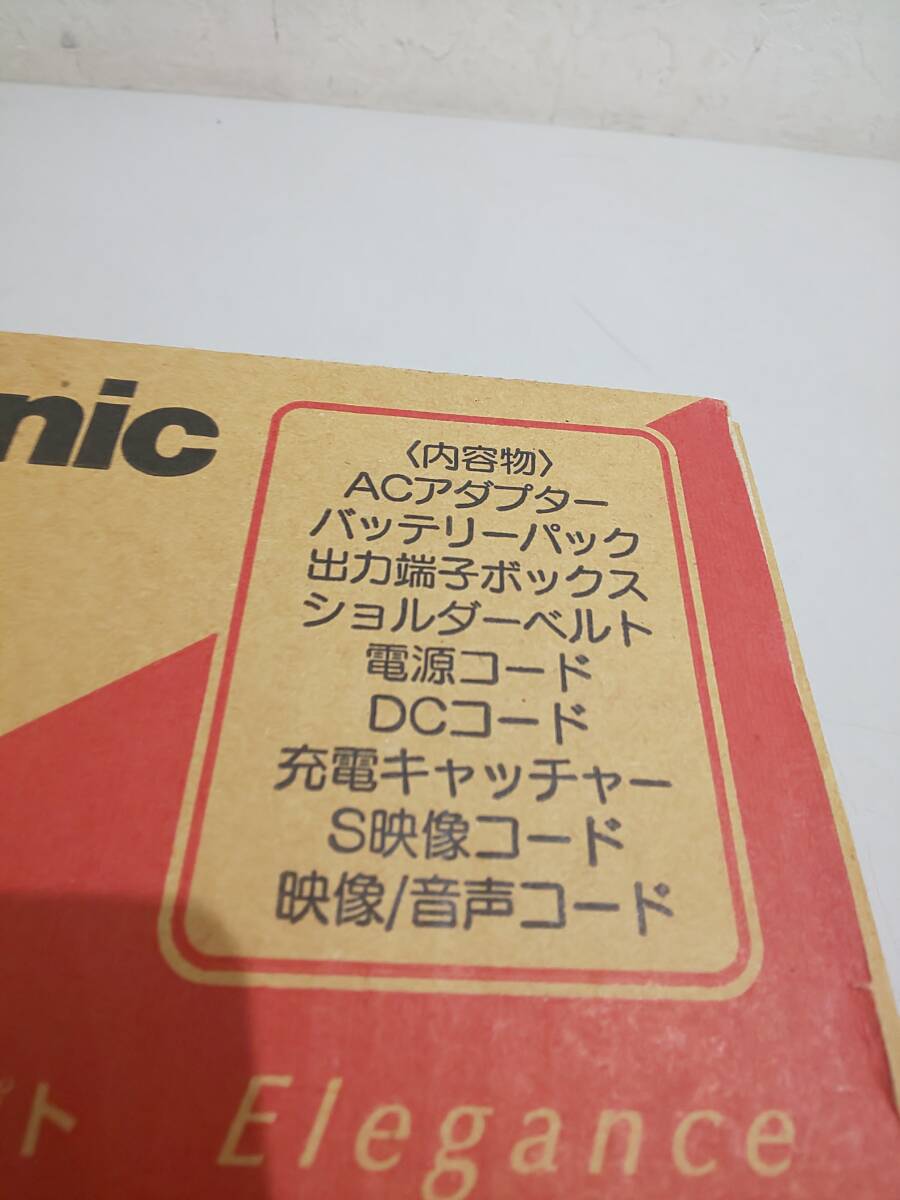 nic
〈内容物〉
ACアダプター
バッテリーパック
出力端子ボックス
ショルダーベルト
電源コード
DCコード
充電キャッチャー
S映像コード
映像/音声コード
ト Elegance